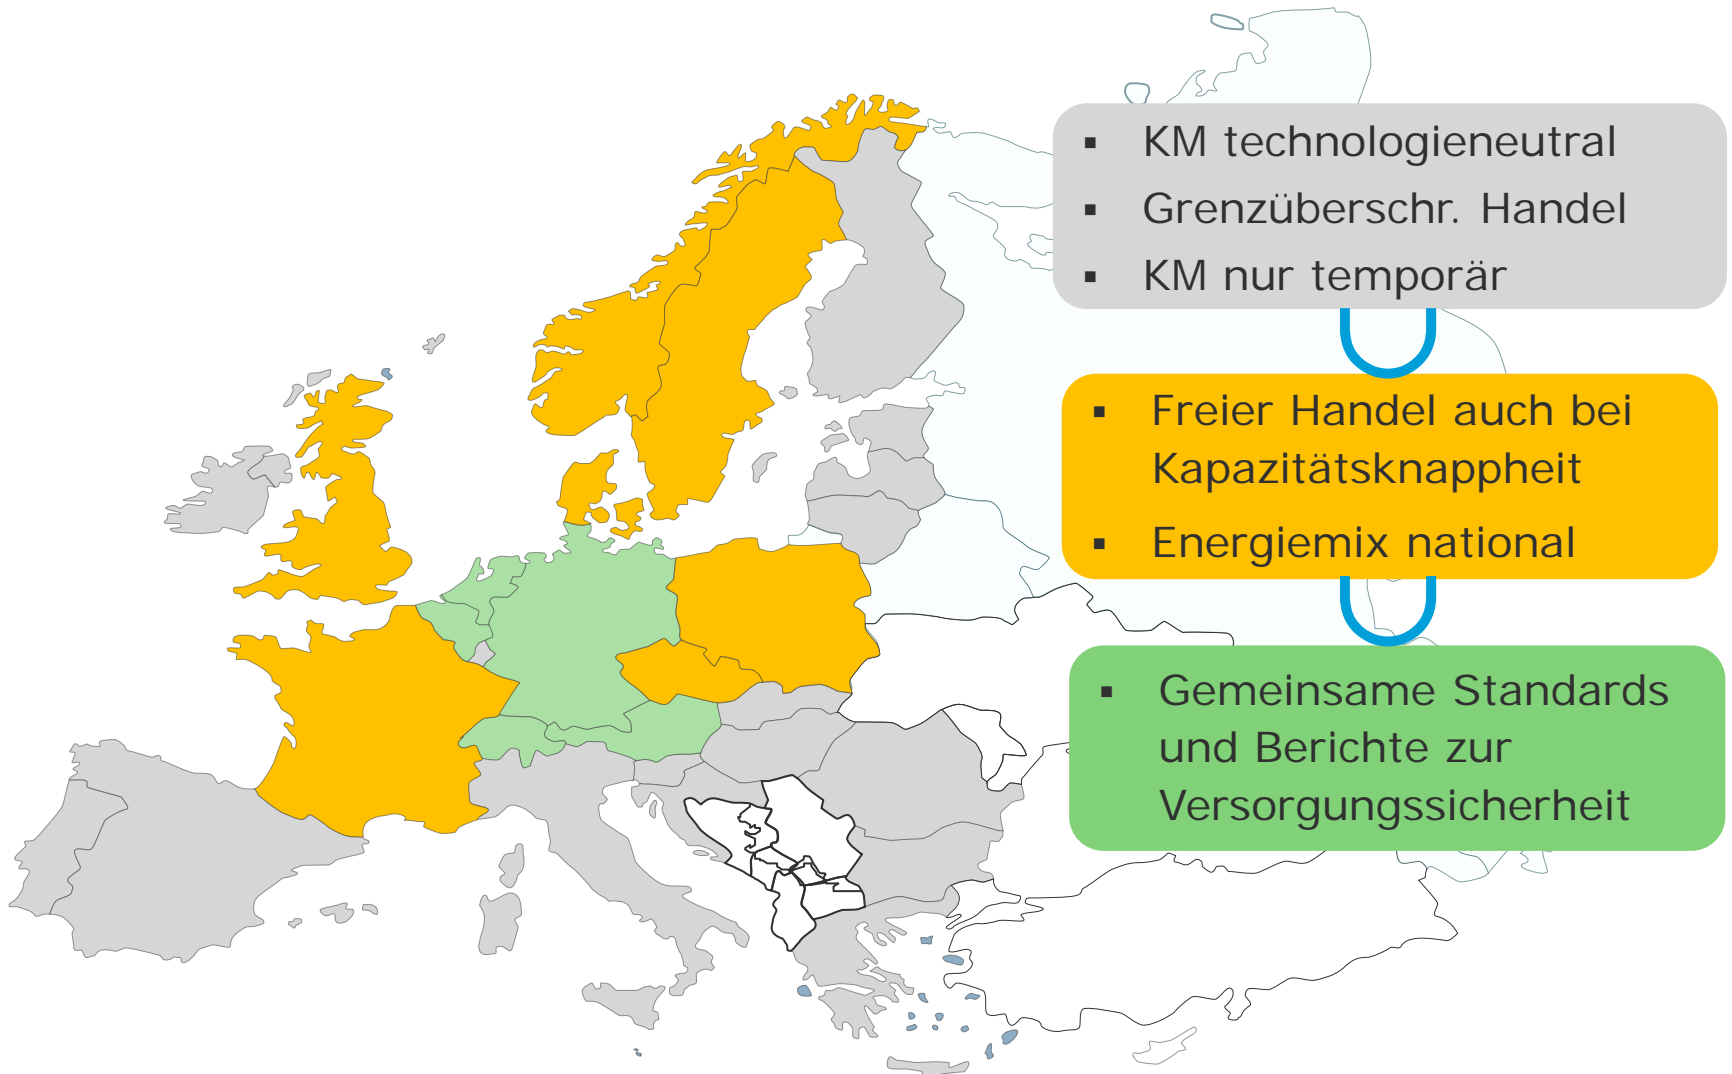 ▪ KM technologieneutral
▪ Grenzüberschr. Handel
▪ KM nur temporär
▪ Freier Handel auch bei
Kapazitätsknappheit
▪ Energiemix national
▪ Gemeinsame Standards
und Berichte zur
Versorgungssicherheit